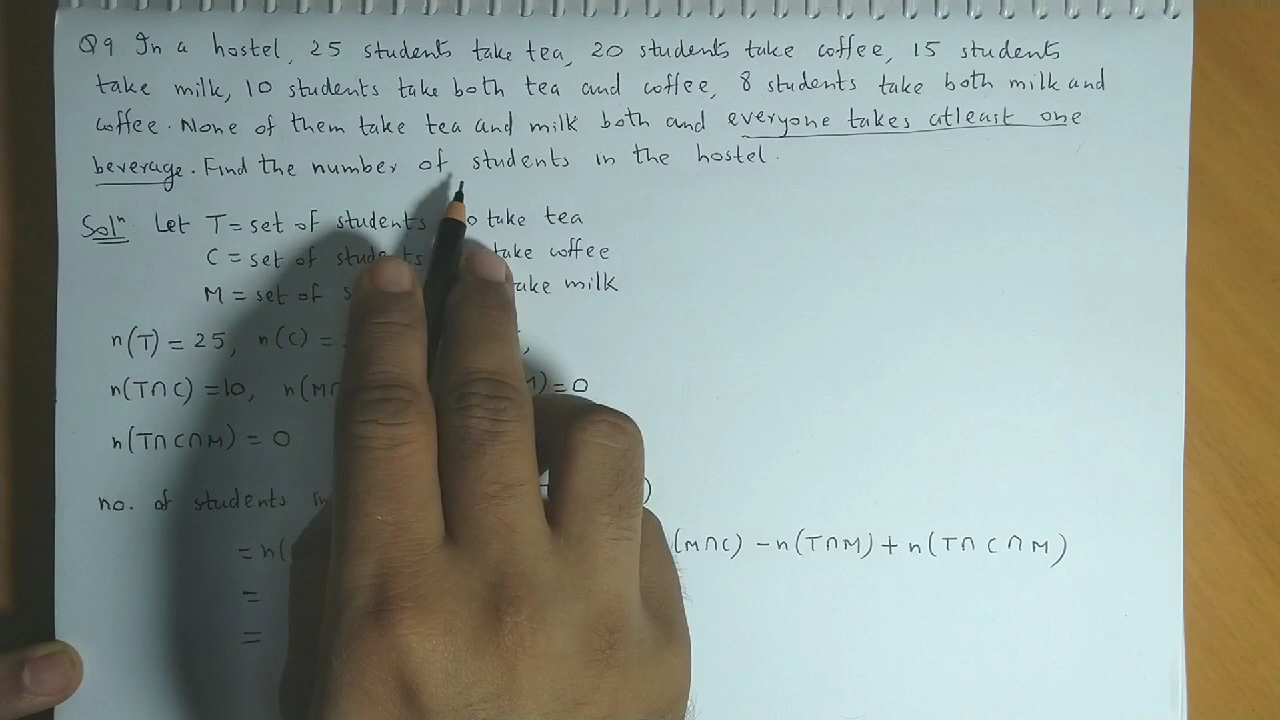 Q9 In a hostel, 25 students take tea, 20 students take coffee, 15 students
take milk, 10 students take both tea and coffee, 8 students take both milk and
coffee. None of them take tea and milk both and everyone takes atleast one
beverage. Find the number of students in the hostel.
Solⁿ Let T = set of students take tea
C = set of students take coffee
M = set of take milk
n(T) = 25, n(C) =
n(T∩C) = 10, n(M∩ ) = 0
n(T∩C∩M) = 0
no. of students in )
= n( (M∩C) - n(T∩M) + n(T∩C∩M)
=
=